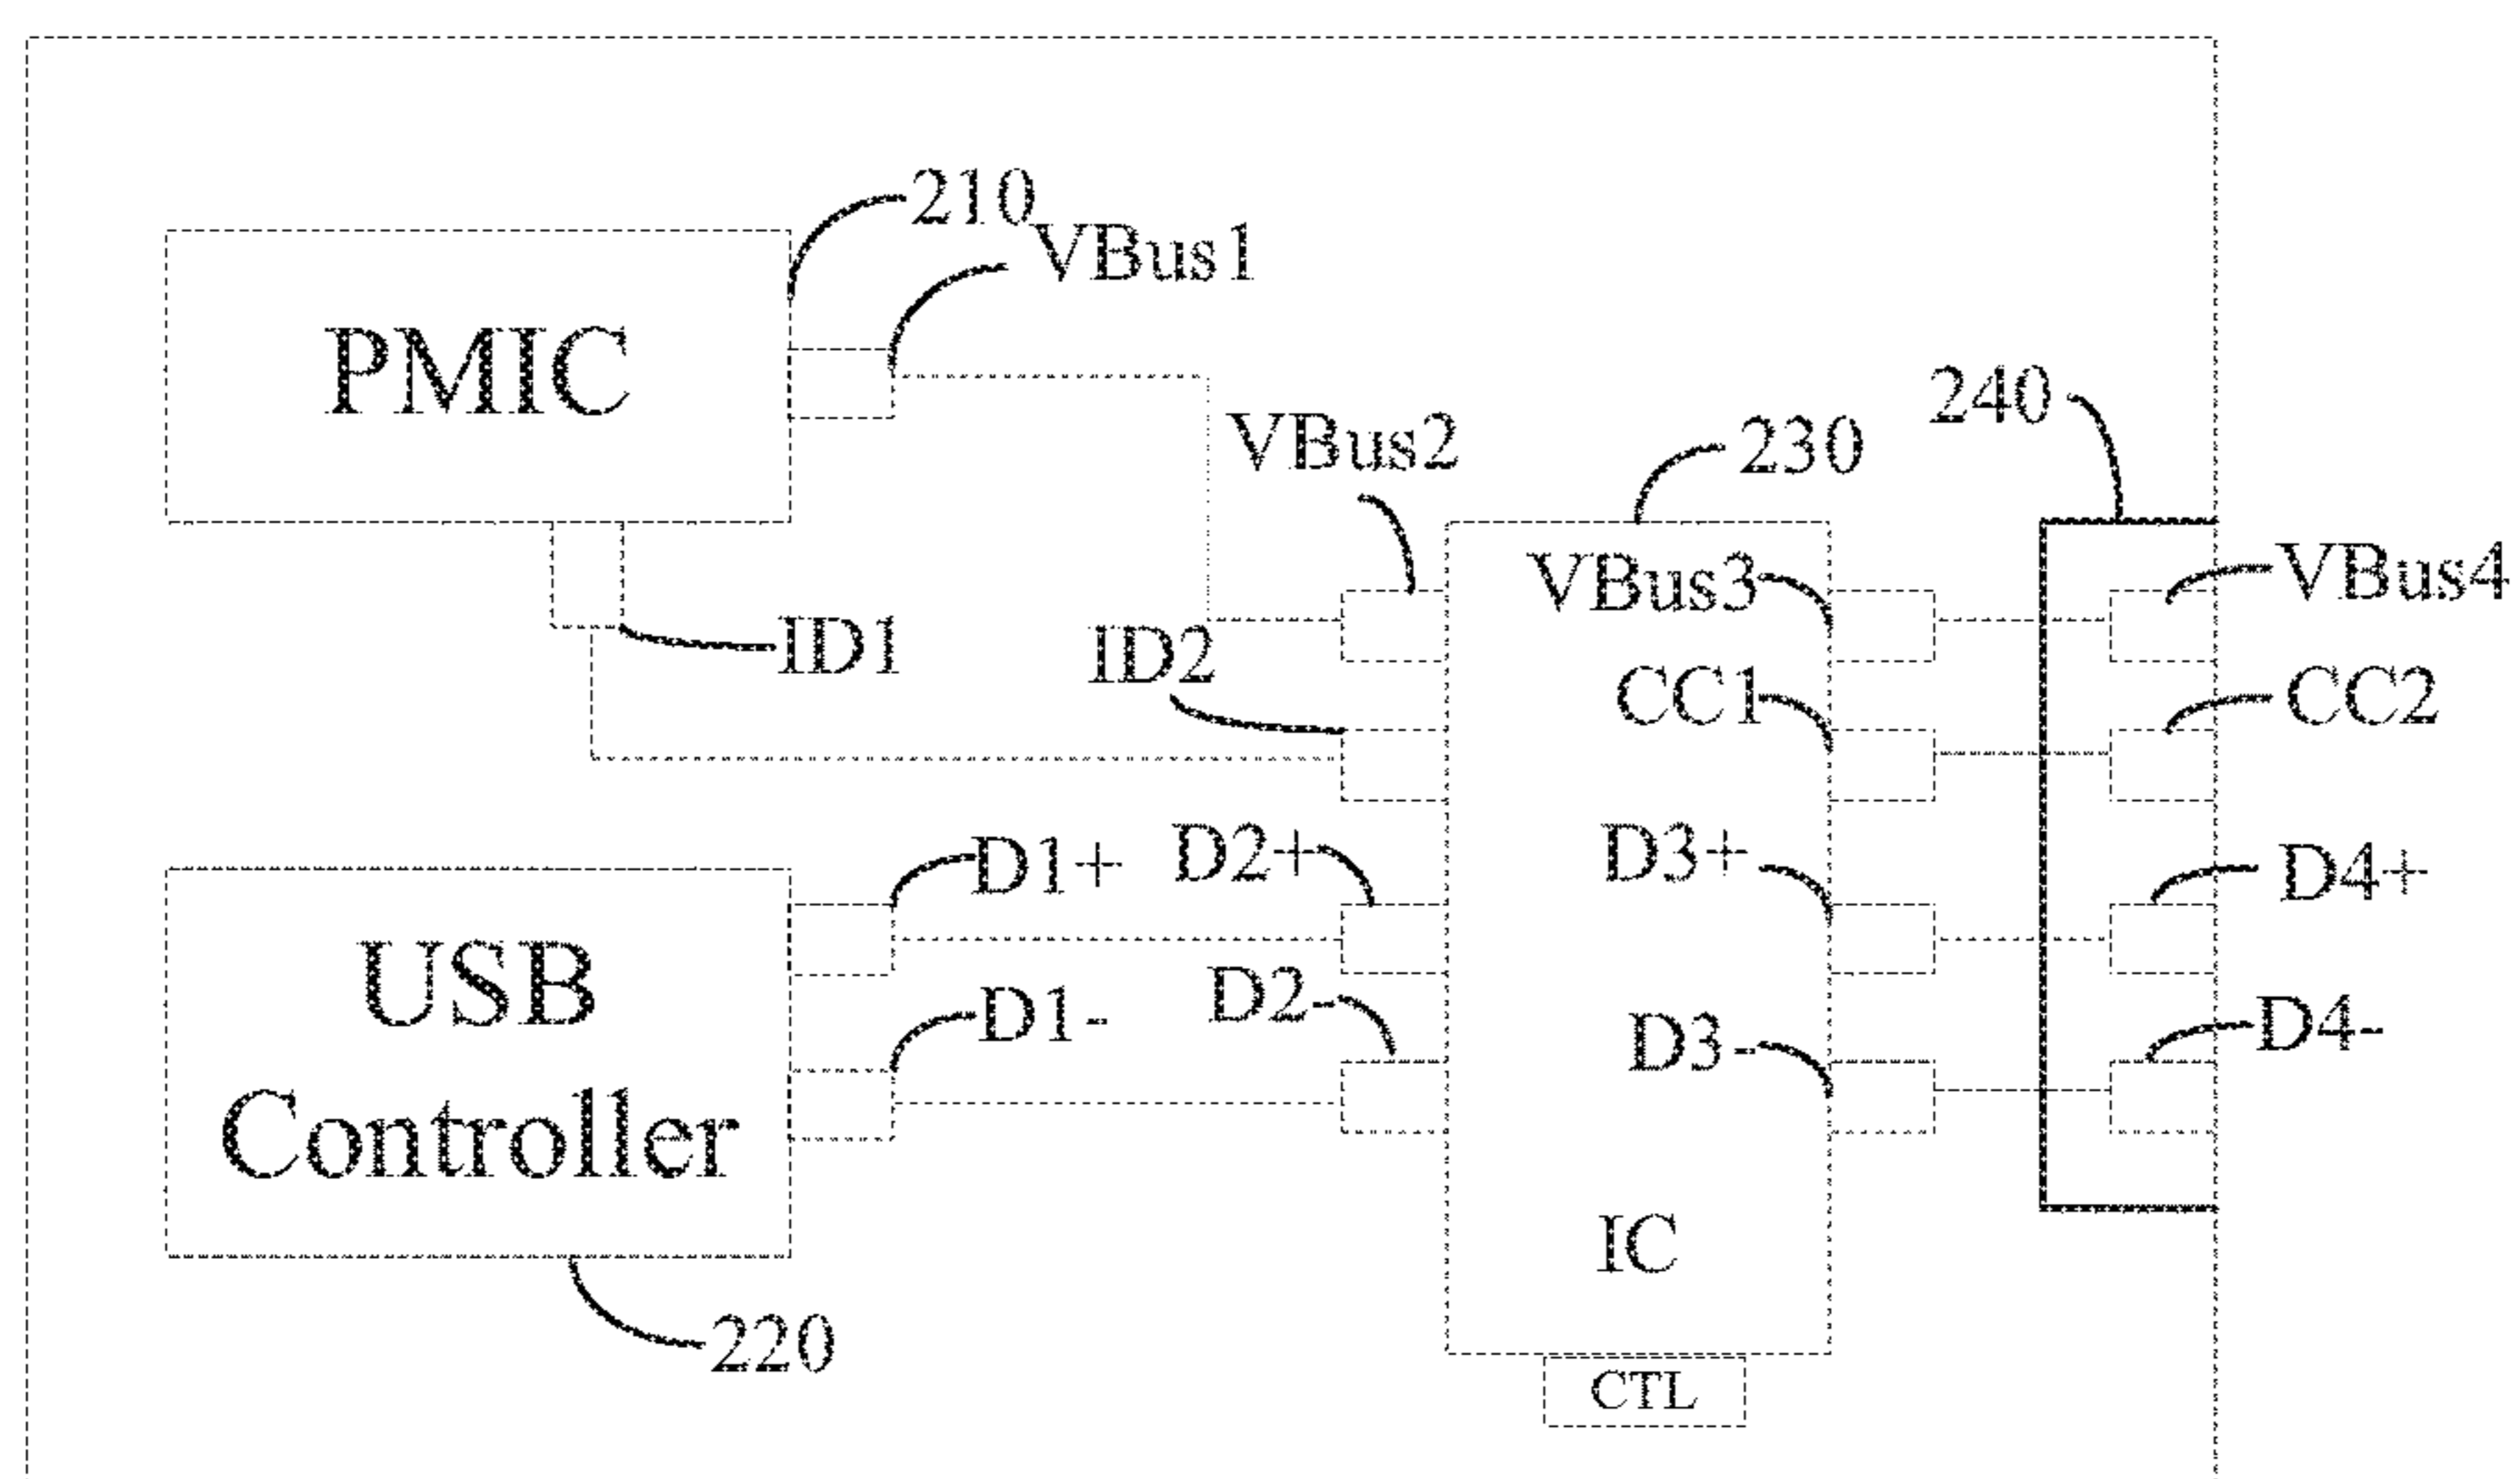 210
VBus1
PMIC
240
VBus2
230
VBus3
VBus4
ID1
ID2
CC1
CC2
D1+
D2+
D3+
D4+
USB
Controller
D1-
D2-
D3-
D4-
IC
220
CTL